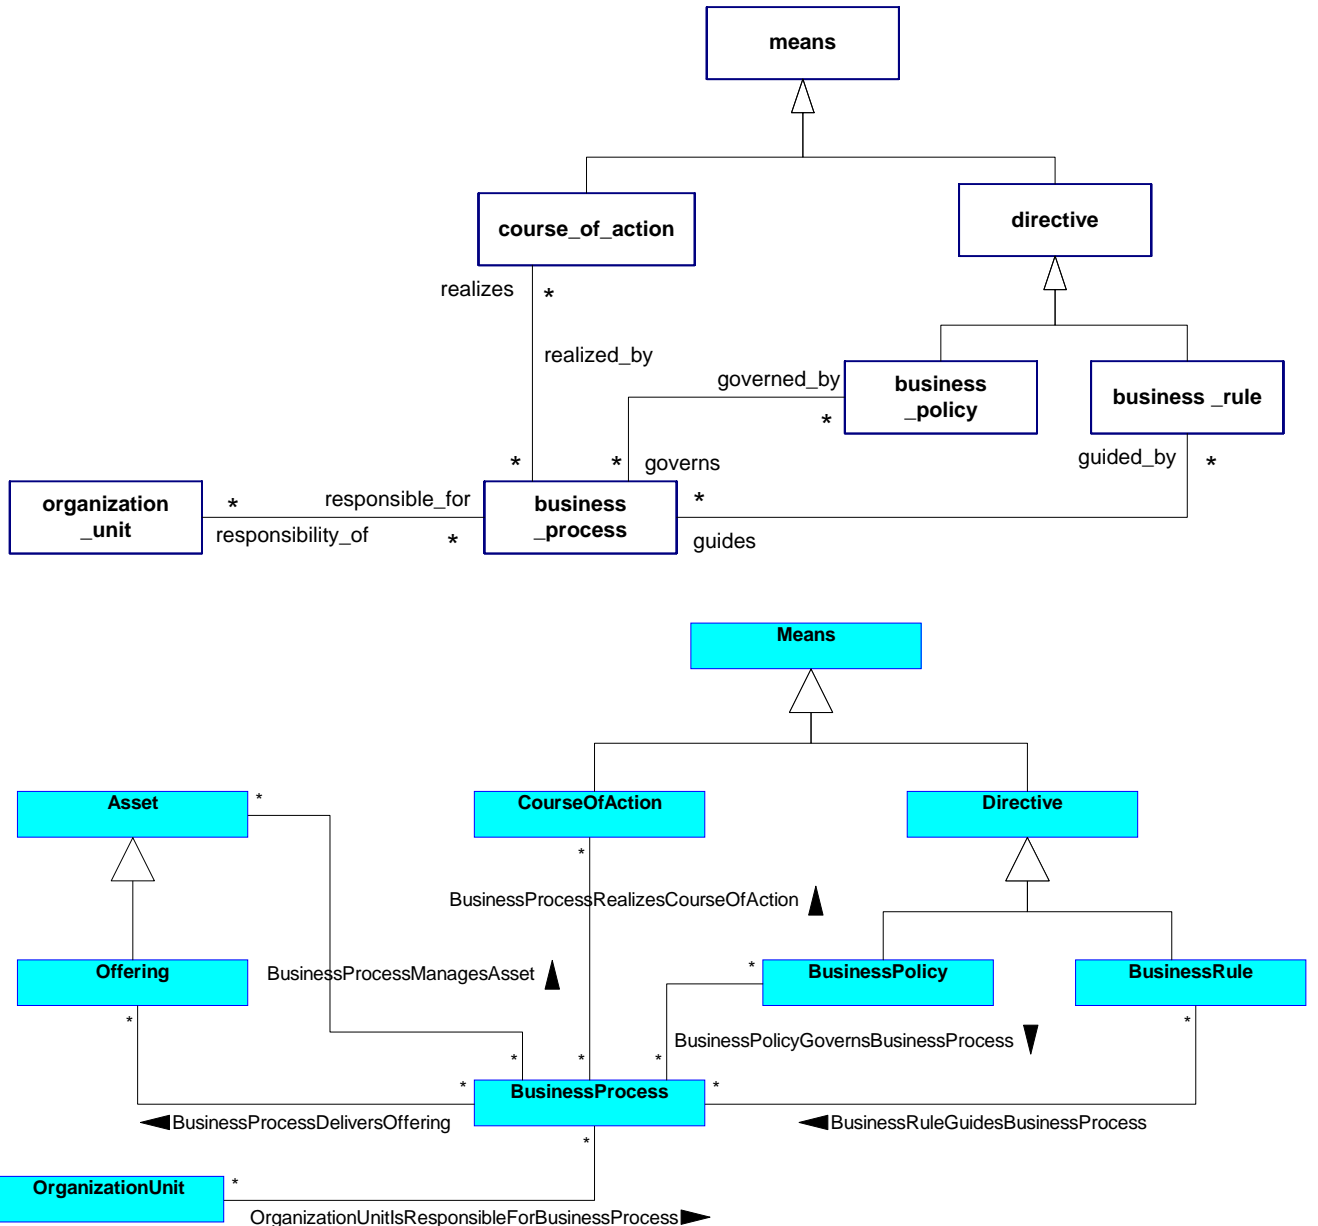 means
course_of_action
directive
realizes
*
realized_by
governed_by
*
business
_policy
business _rule
guided_by
*
*
*
governs
organization
_unit
*
responsible_for
responsibility_of
*
business
_process
*
guides
Means
Asset
*
CourseOfAction
Directive
*
BusinessProcessRealizesCourseOfAction
Offering
BusinessProcessManagesAsset
*
BusinessPolicy
BusinessRule
*
*
BusinessPolicyGovernsBusinessProcess
*
*
*
*
BusinessProcess
*
BusinessProcessDeliversOffering
BusinessRuleGuidesBusinessProcess
*
OrganizationUnit
*
OrganizationUnitIsResponsibleForBusinessProcess